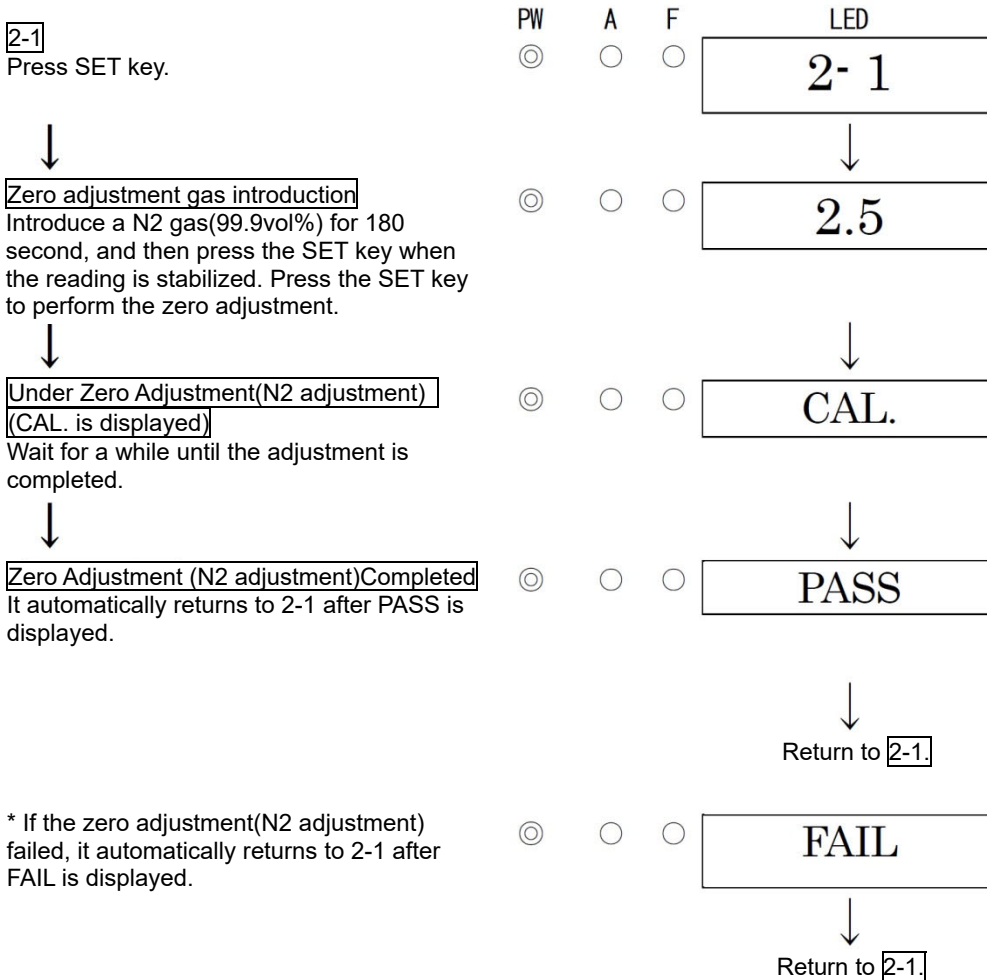 PW A F LED
2-1
Press SET key.
2- 1
Zero adjustment gas introduction
Introduce a N2 gas(99.9vol%) for 180
second, and then press the SET key when
the reading is stabilized. Press the SET key
to perform the zero adjustment.
2.5
Under Zero Adjustment(N2 adjustment)
(CAL. is displayed)
Wait for a while until the adjustment is
completed.
CAL.
Zero Adjustment (N2 adjustment)Completed
It automatically returns to 2-1 after PASS is
displayed.
PASS
Return to 2-1.
* If the zero adjustment(N2 adjustment)
failed, it automatically returns to 2-1 after
FAIL is displayed.
FAIL
Return to 2-1.